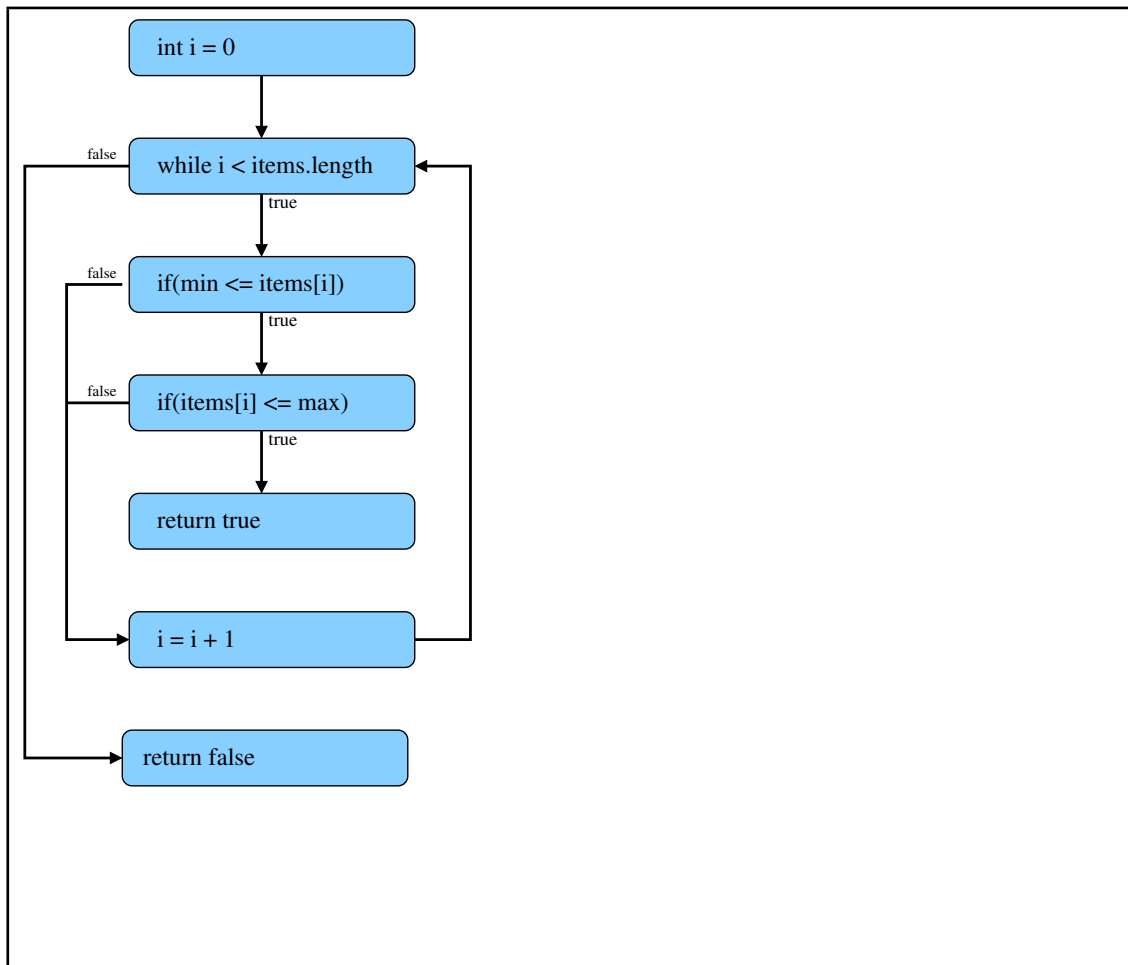 int i = 0
false
while i < items.length
true
false
if(min <= items[i])
true
false
if(items[i] <= max)
true
return true
i = i + 1
return false